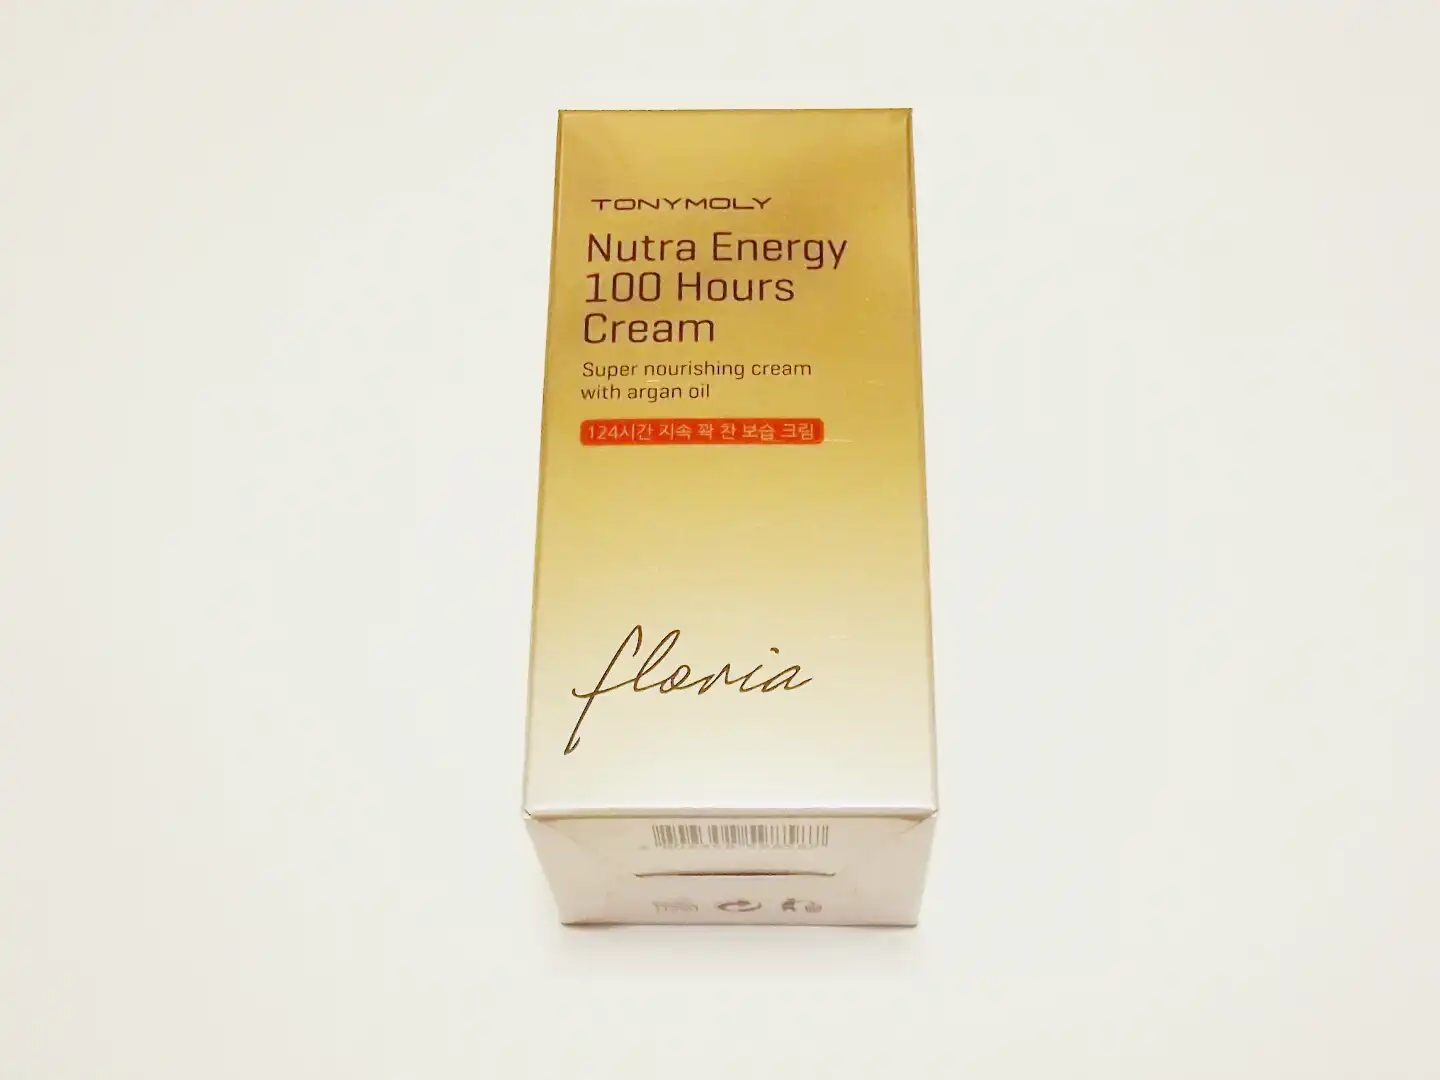 TONYMOLY
Nutra Energy
100 Hours
Cream
Super nourishing cream
with argan oil
124시간 지속 꽉 찬 보습 크림
floria